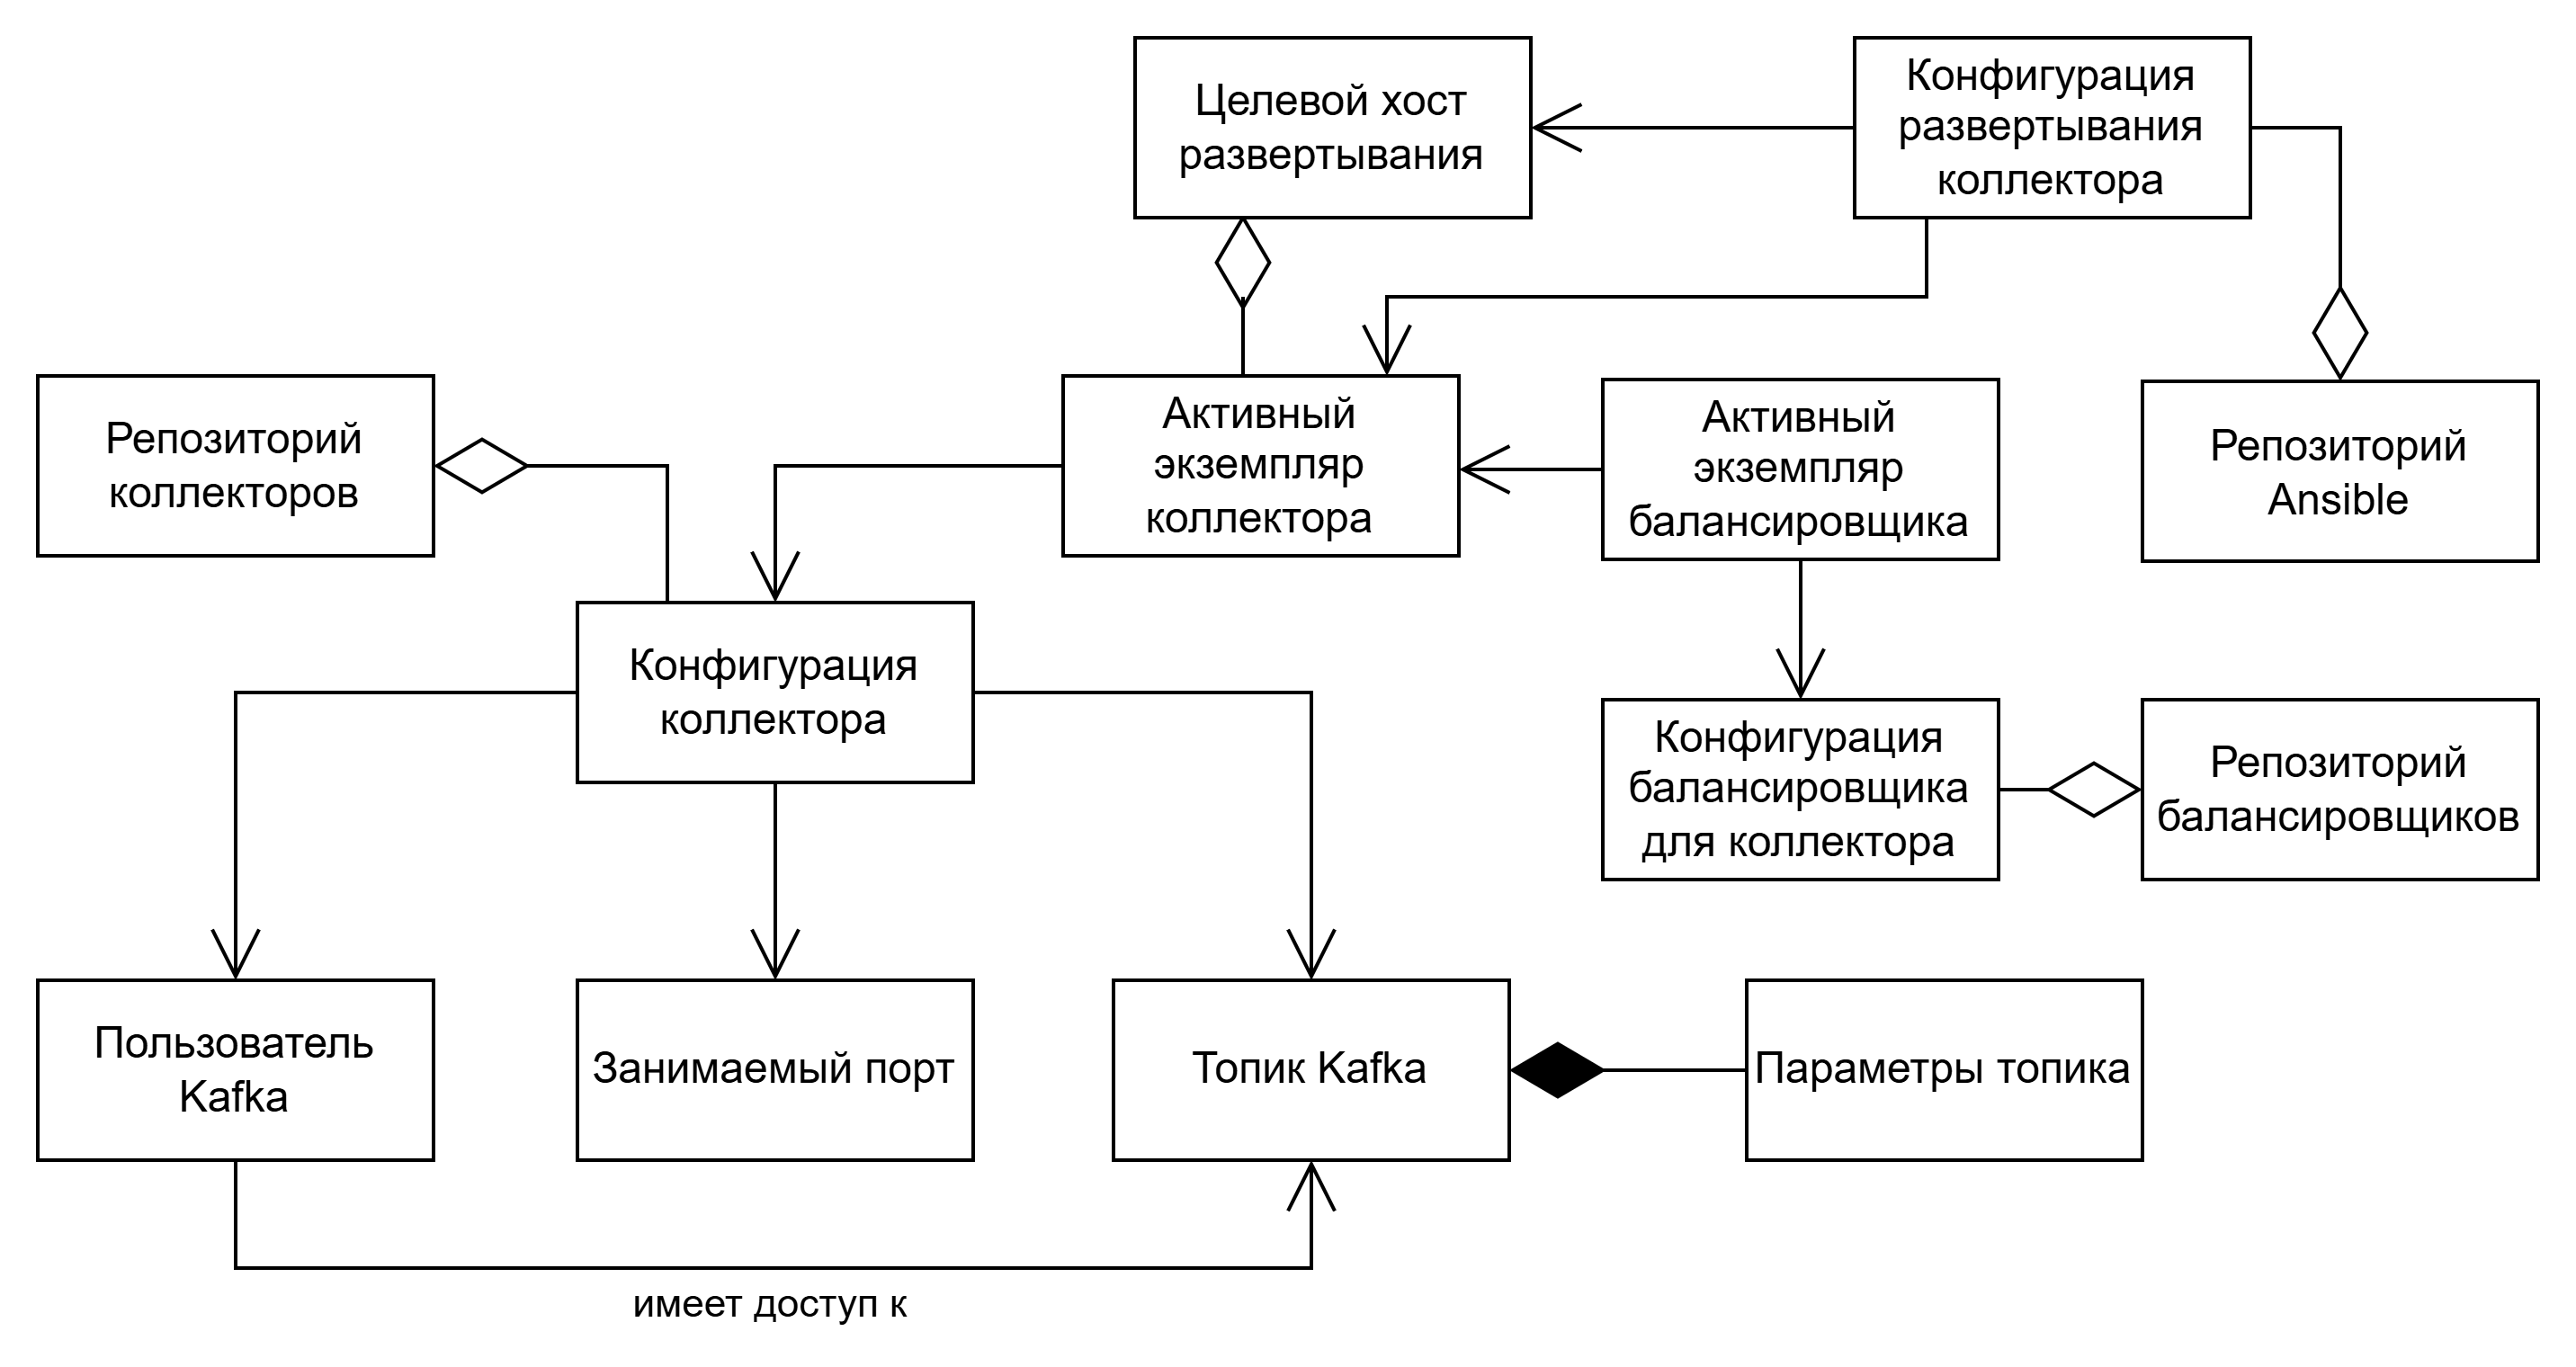 Целевой хост
развертывания
Конфигурация
развертывания
коллектора
Репозиторий
коллекторов
Активный
экземпляр
коллектора
Активный
экземпляр
балансировщика
Репозиторий
Ansible
Конфигурация
коллектора
Конфигурация
балансировщика
для коллектора
Репозиторий
балансировщиков
Пользователь
Kafka
Занимаемый порт
Топик Kafka
Параметры топика
имеет доступ к